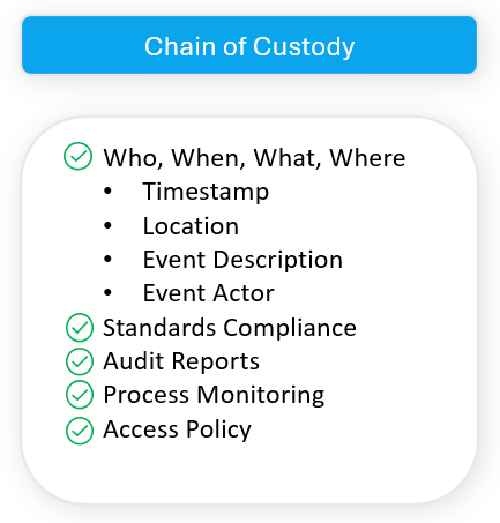 Chain of Custody
Who, When, What, Where
• Timestamp
• Location
• Event Description
• Event Actor
Standards Compliance
Audit Reports
Process Monitoring
Access Policy